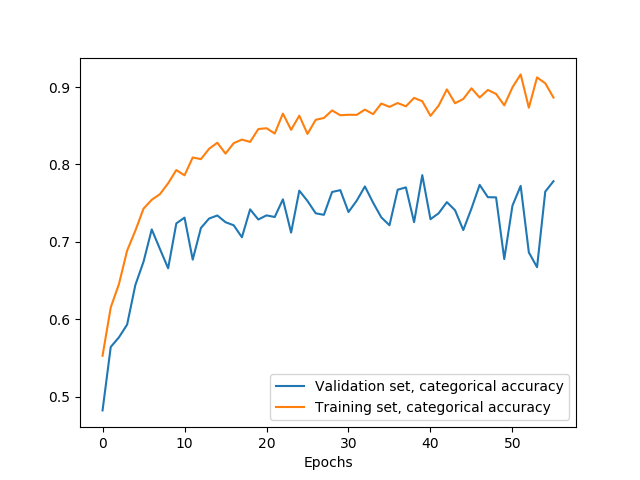 0.9
0.8
0.7
0.6
0.5
Validation set, categorical accuracy
Training set, categorical accuracy
0 10 20 30 40 50
Epochs